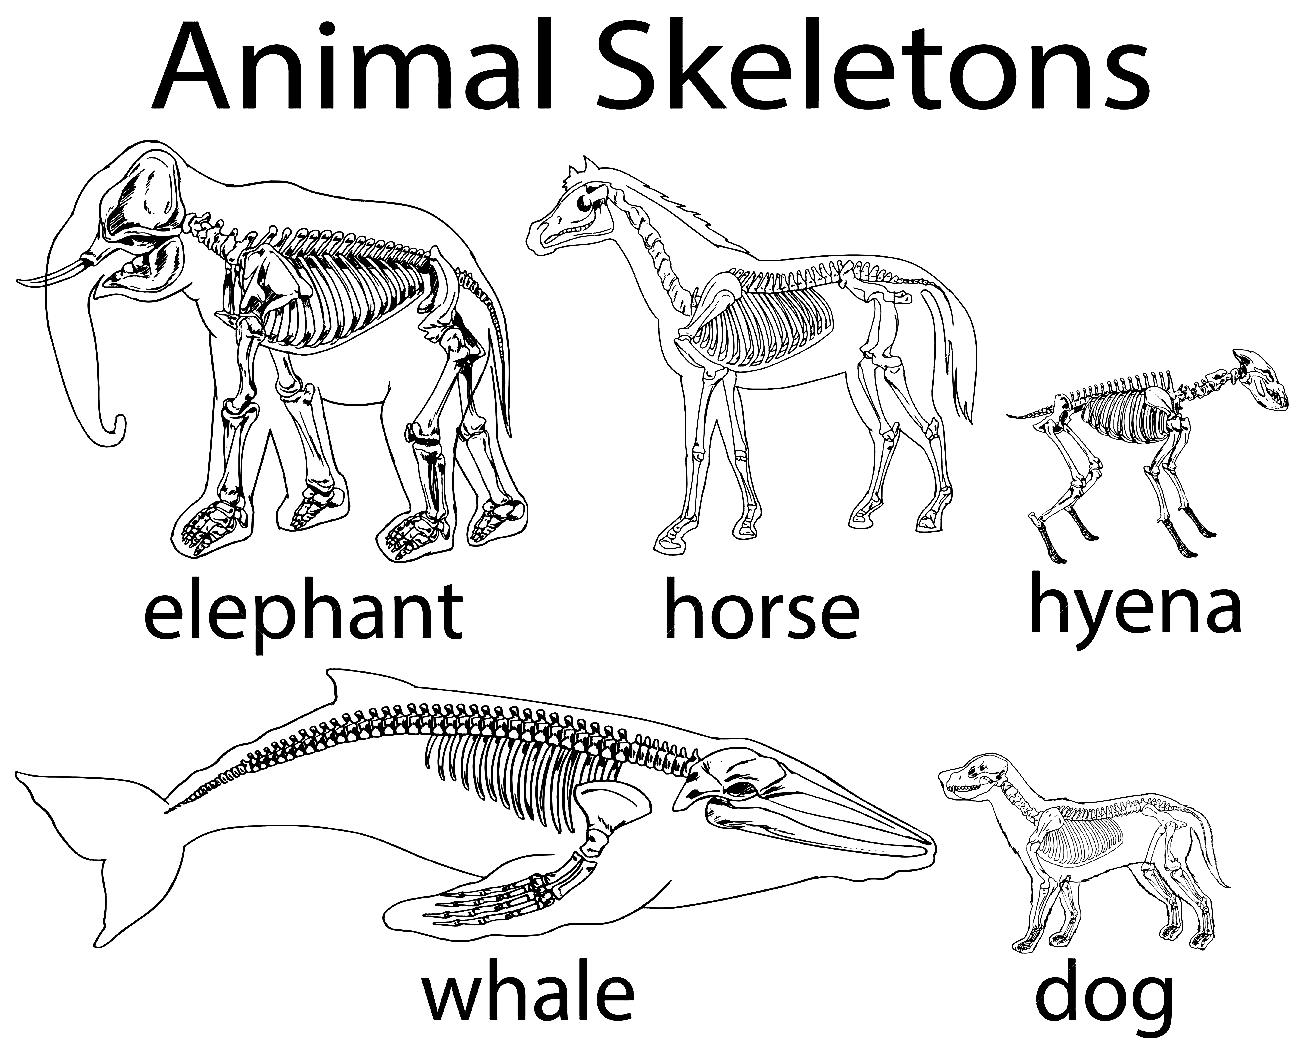 Animal Skeletons
elephant
horse
hyena
whale
dog